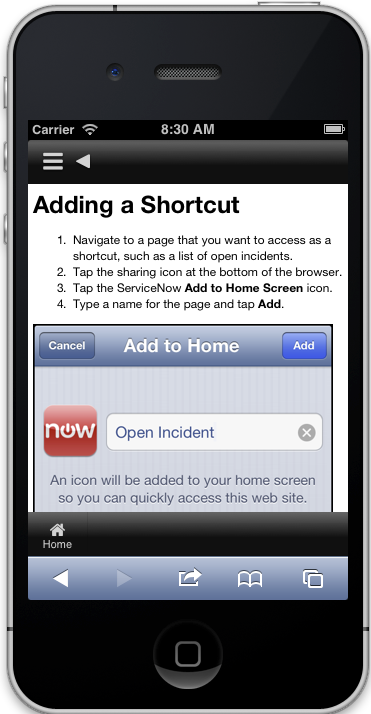 Carrier 8:30 AM
Adding a Shortcut
1. Navigate to a page that you want to access as a
shortcut, such as a list of open incidents.
2. Tap the sharing icon at the bottom of the browser.
3. Tap the ServiceNow Add to Home Screen icon.
4. Type a name for the page and tap Add.
Cancel Add to Home Add
now Open Incident
An icon will be added to your home screen
so you can quickly access this web site.
Home